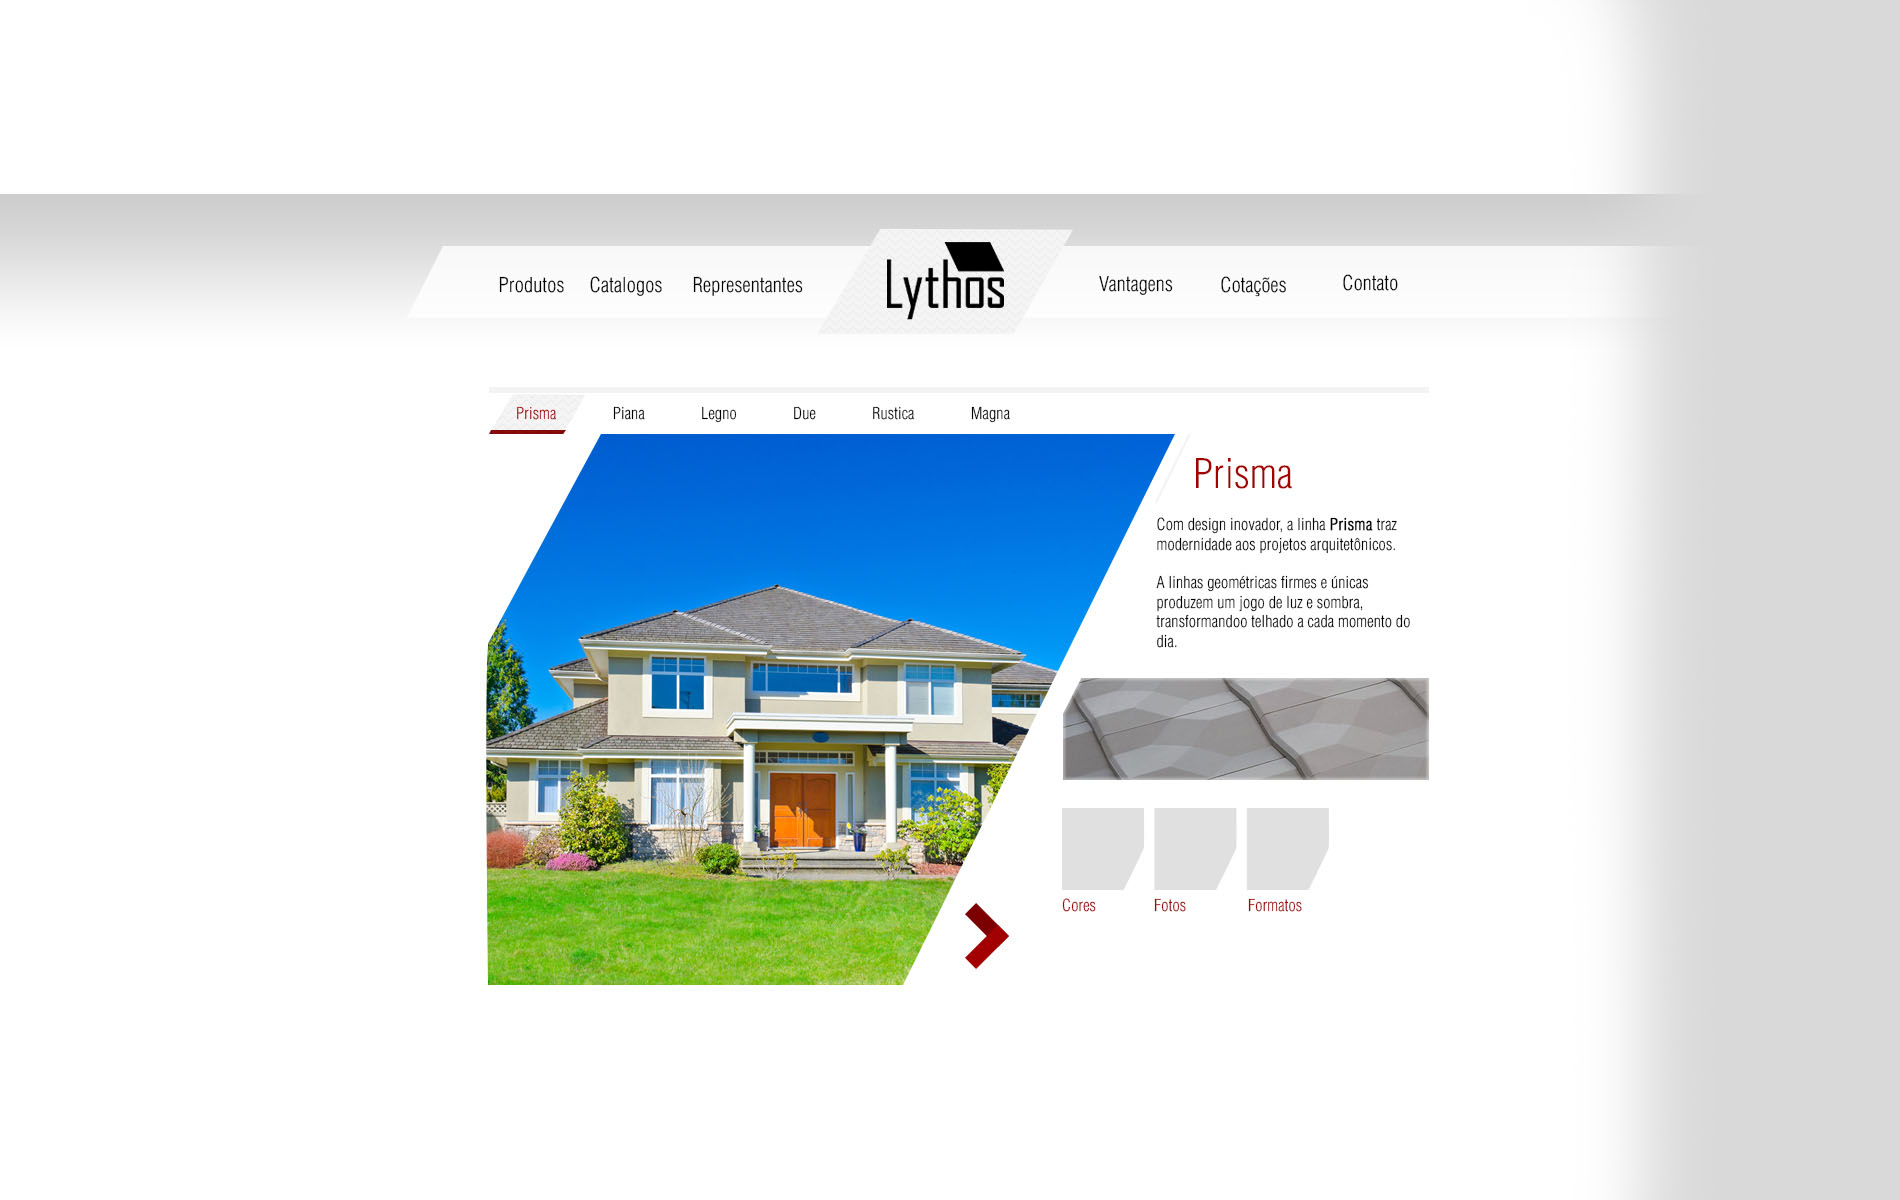 Produtos Catalogos Representantes Lythos Vantagens Cotações Contato
Prisma Piana Legno Due Rustica Magna
Prisma
Com design inovador, a linha Prisma traz
modernidade aos projetos arquitetônicos.
A linhas geométricas firmes e únicas
produzem um jogo de luz e sombra,
transformandoo telhado a cada momento do
dia.
Cores Fotos Formatos